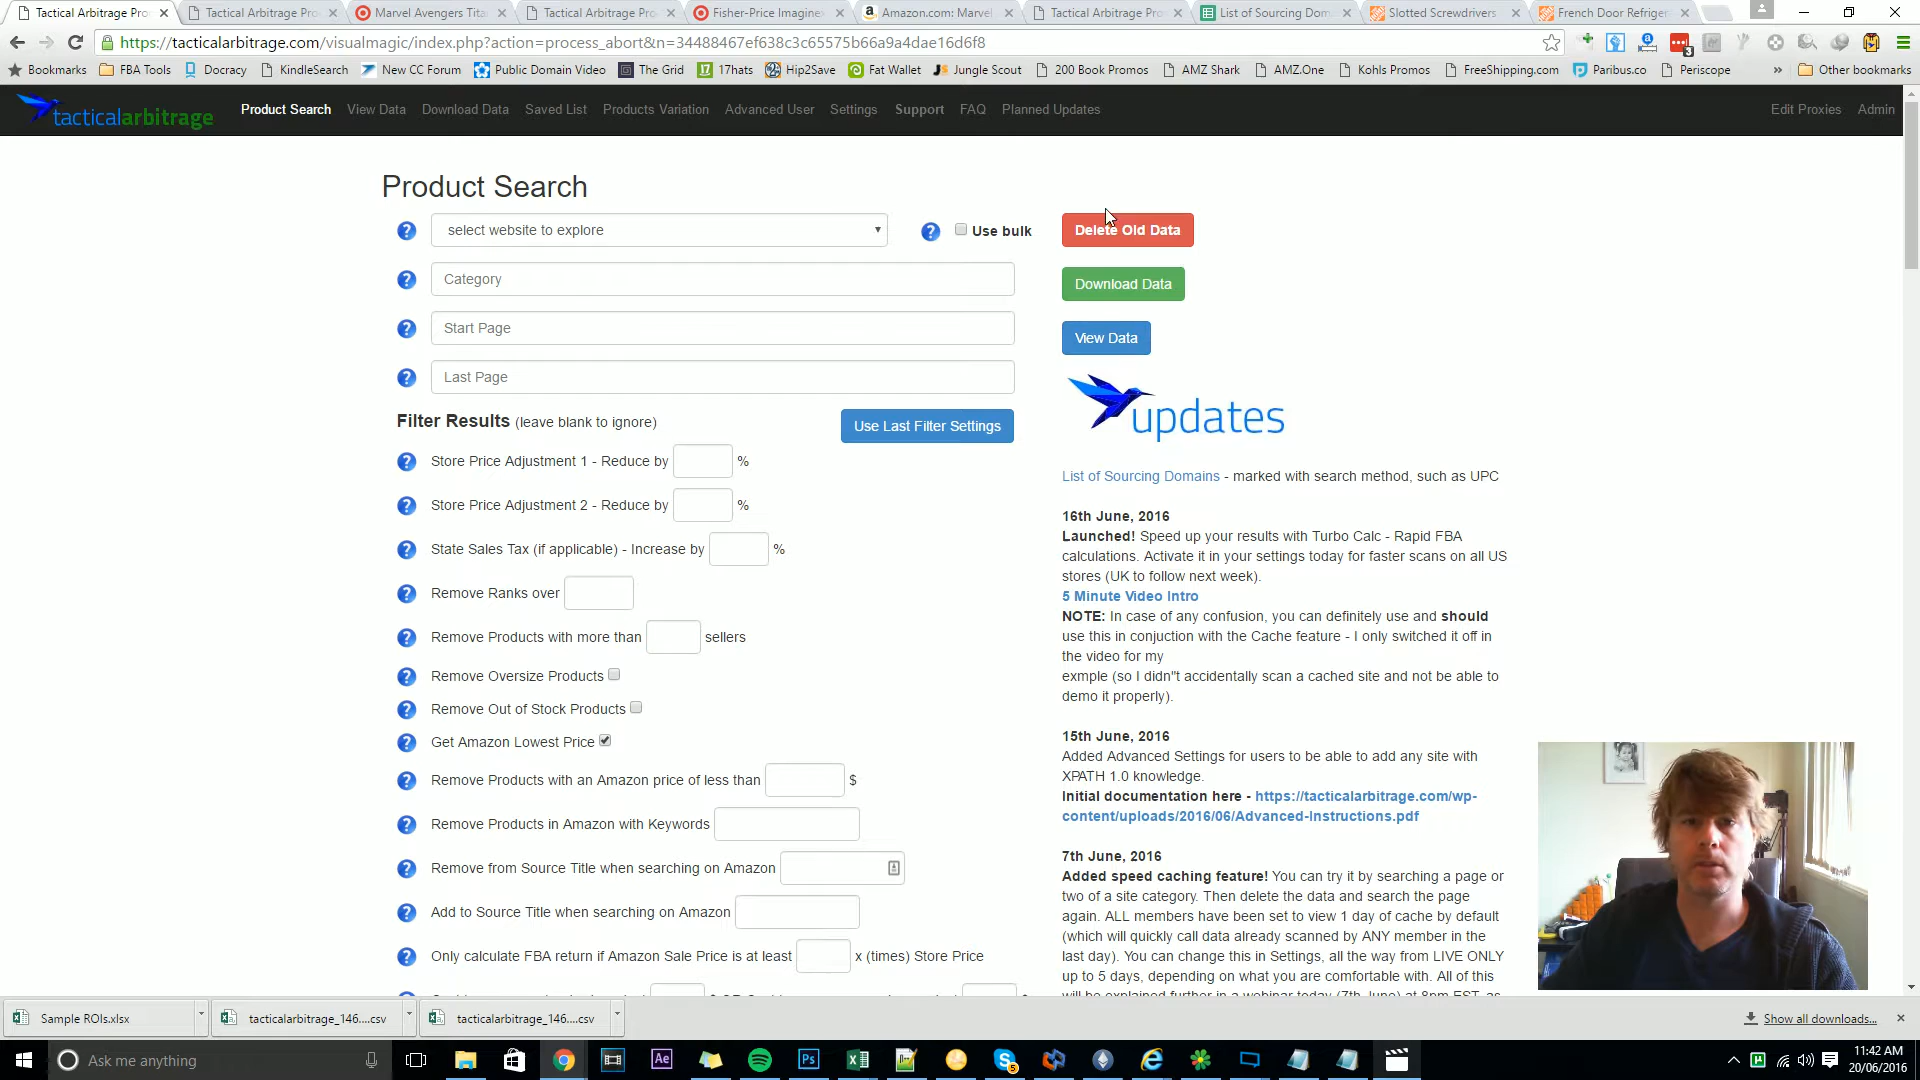 Tactical Arbitrage Pro
Tactical Arbitrage Pro
Marvel Avengers Tita
Tactical Arbitrage Pro
Fisher-Price Imagine
Amazon.com: Marvel
Tactical Arbitrage Pro
List of Sourcing Dom
Slotted Screwdrivers
French Door Refriger
https://tacticalarbitrage.com/visualmagic/index.php?action=process_abort&n=34488467ef638c3c65575b66a9a4dae16d6f8
Bookmarks
FBA Tools
Docracy
KindleSearch
New CC Forum
Public Domain Video
The Grid
17hats
Hip2Save
Fat Wallet
Jungle Scout
200 Book Promos
AMZ Shark
AMZ.One
Kohls Promos
FreeShipping.com
Paribus.co
Periscope
»
Other bookmarks
tacticalarbitrage
Product Search
View Data
Download Data
Saved List
Products Variation
Advanced User
Settings
Support
FAQ
Planned Updates
Edit Proxies
Admin
Product Search
select website to explore
Use bulk
Category
Start Page
Last Page
Filter Results (leave blank to ignore)
Use Last Filter Settings
Store Price Adjustment 1 - Reduce by %
Store Price Adjustment 2 - Reduce by %
State Sales Tax (if applicable) - Increase by %
Remove Ranks over
Remove Products with more than sellers
Remove Oversize Products
Remove Out of Stock Products
Get Amazon Lowest Price
Remove Products with an Amazon price of less than $
Remove Products in Amazon with Keywords
Remove from Source Title when searching on Amazon
Add to Source Title when searching on Amazon
Only calculate FBA return if Amazon Sale Price is at least x (times) Store Price
Delete Old Data
Download Data
View Data
updates
List of Sourcing Domains - marked with search method, such as UPC
16th June, 2016
Launched! Speed up your results with Turbo Calc - Rapid FBA
calculations. Activate it in your settings today for faster scans on all US
stores (UK to follow next week).
5 Minute Video Intro
NOTE: In case of any confusion, you can definitely use and should
use this in conjuction with the Cache feature - I only switched it off in
the video for my
exmple (so I didn"t accidentally scan a cached site and not be able to
demo it properly).
15th June, 2016
Added Advanced Settings for users to be able to add any site with
XPATH 1.0 knowledge.
Initial documentation here - https://tacticalarbitrage.com/wp-
content/uploads/2016/06/Advanced-Instructions.pdf
7th June, 2016
Added speed caching feature! You can try it by searching a page or
two of a site category. Then delete the data and search the page
again. ALL members have been set to view 1 day of cache by default
(which will quickly call data already scanned by ANY member in the
last day). You can change this in Settings, all the way from LIVE ONLY
up to 5 days, depending on what you are comfortable with. All of this
will be explained further in a webinar today (7th June) at 8pm EST, as
Sample ROIs.xlsx
tacticalarbitrage_146....csv
tacticalarbitrage_146....csv
Show all downloads...
Ask me anything
11:42 AM
20/06/2016